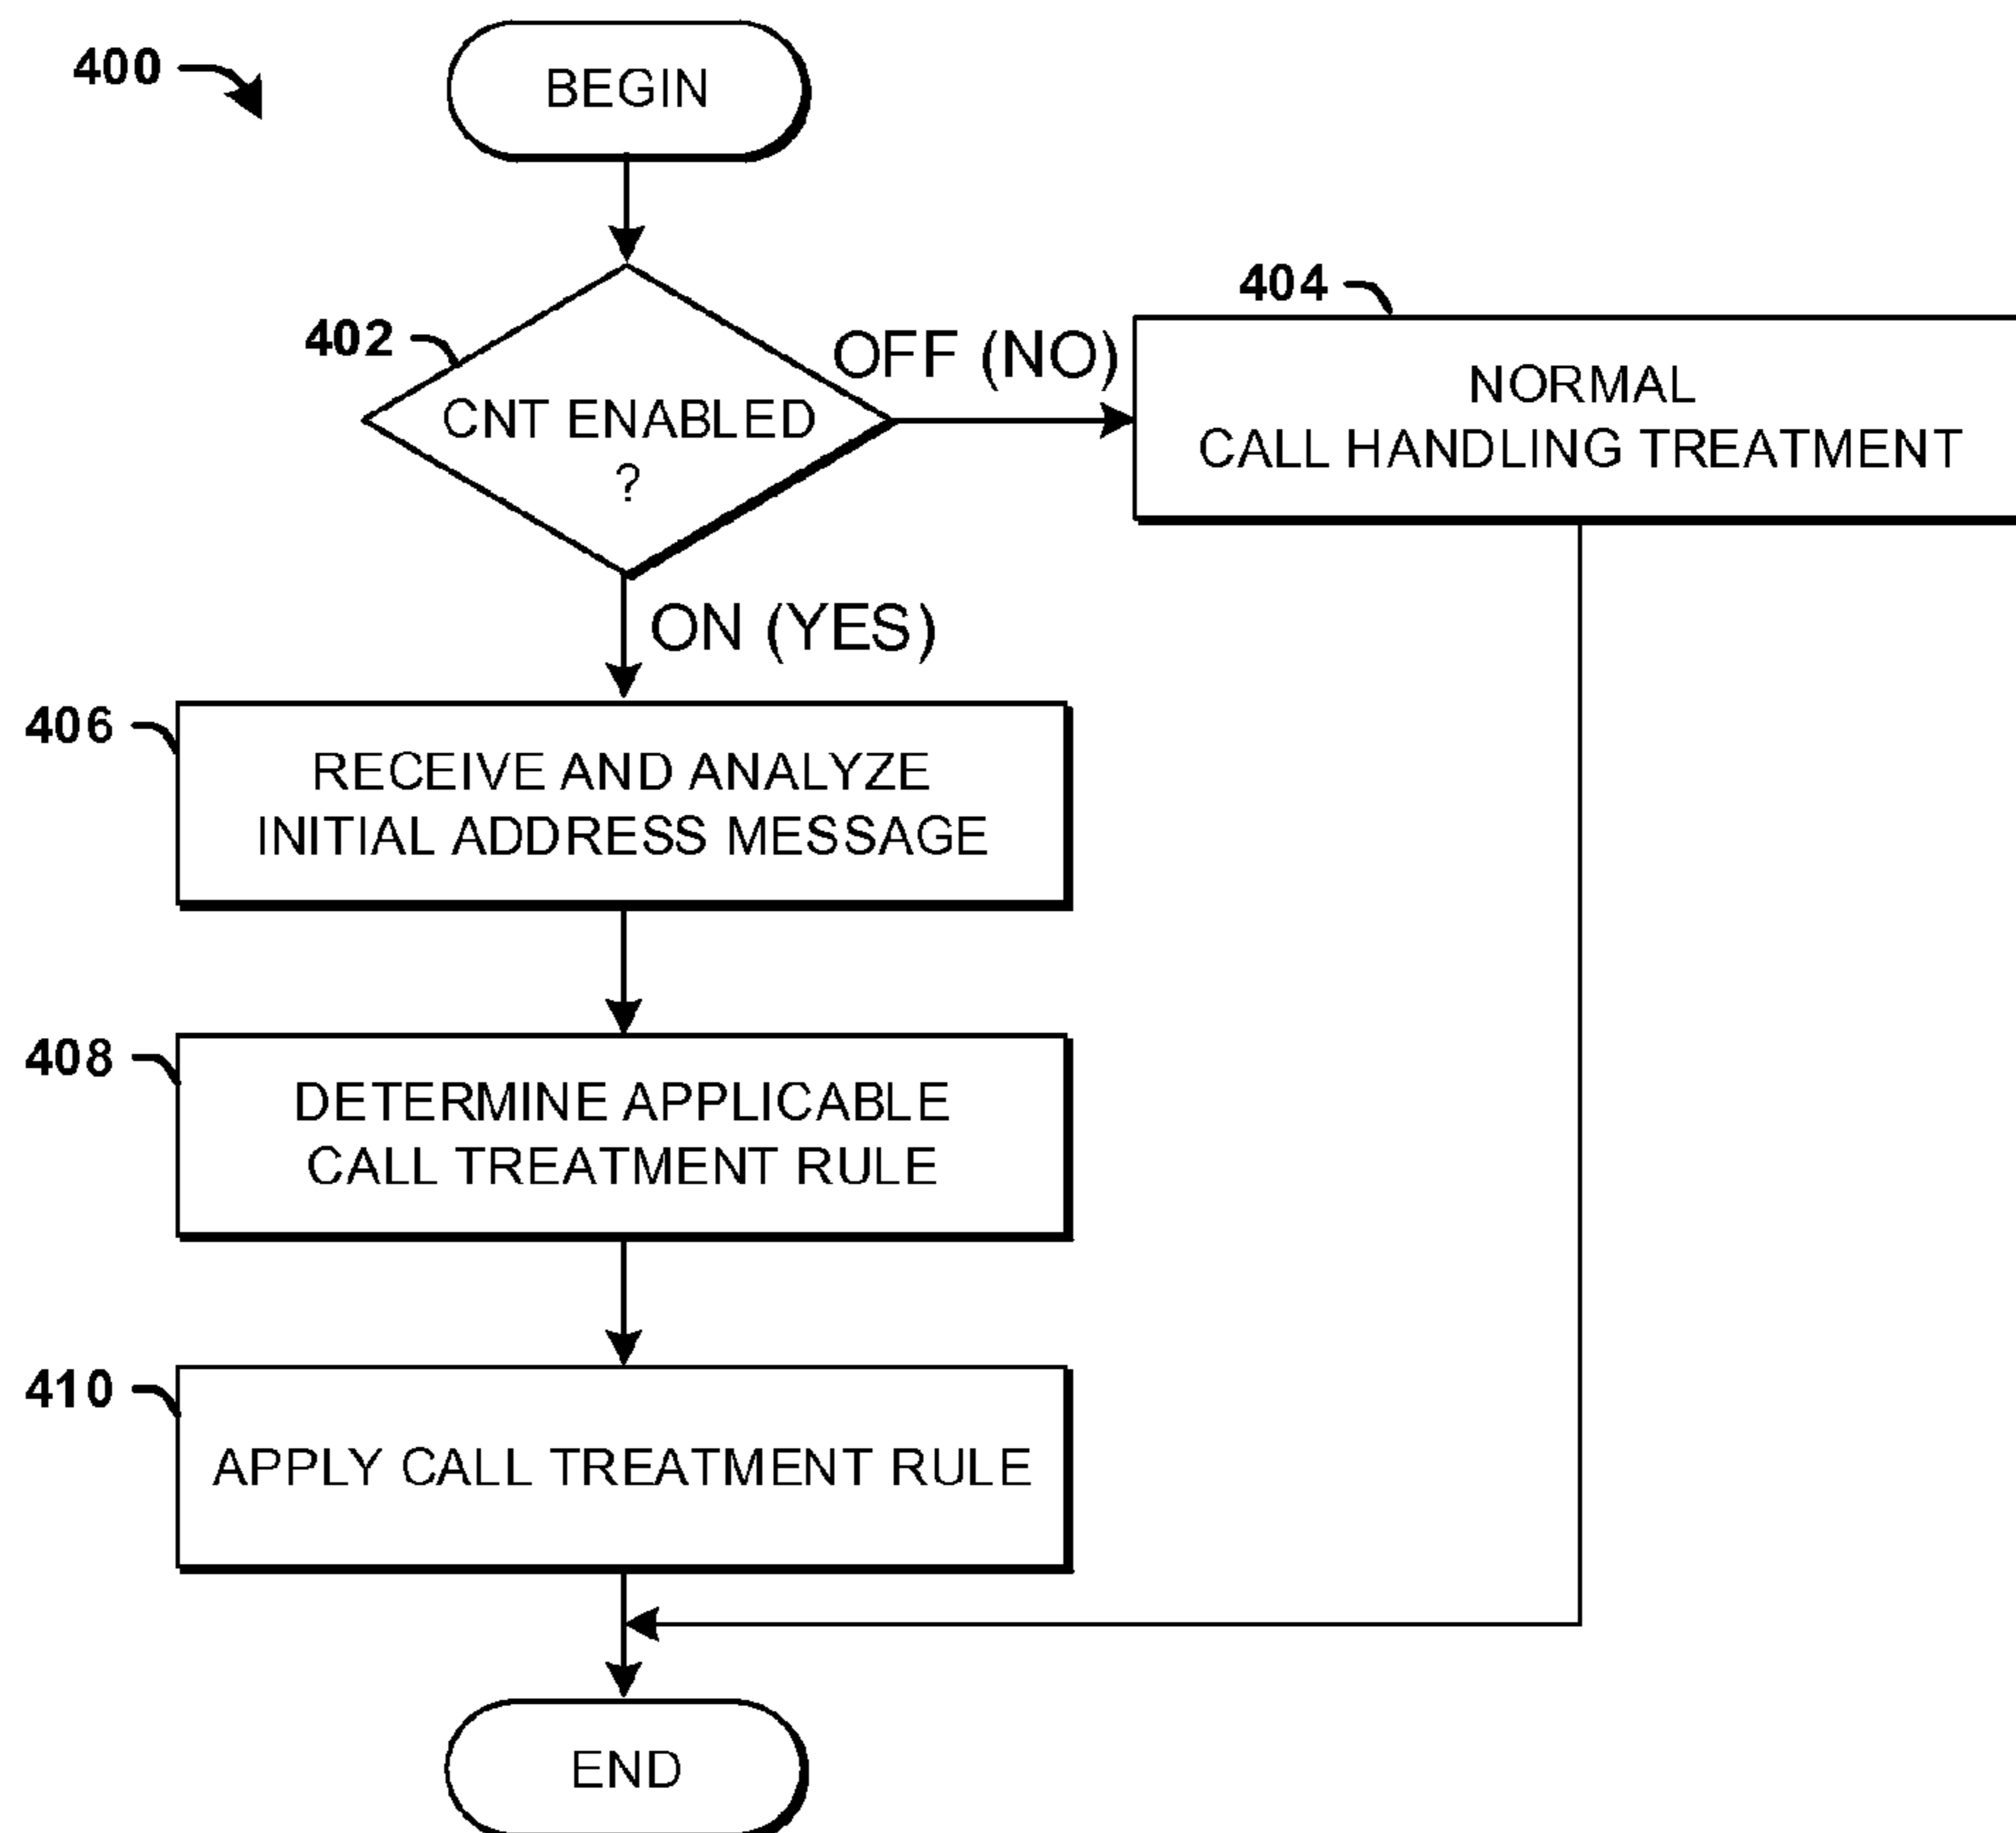 400
BEGIN
402
CNT ENABLED
?
OFF (NO)
404
NORMAL
CALL HANDLING TREATMENT
ON (YES)
406
RECEIVE AND ANALYZE
INITIAL ADDRESS MESSAGE
408
DETERMINE APPLICABLE
CALL TREATMENT RULE
410
APPLY CALL TREATMENT RULE
END